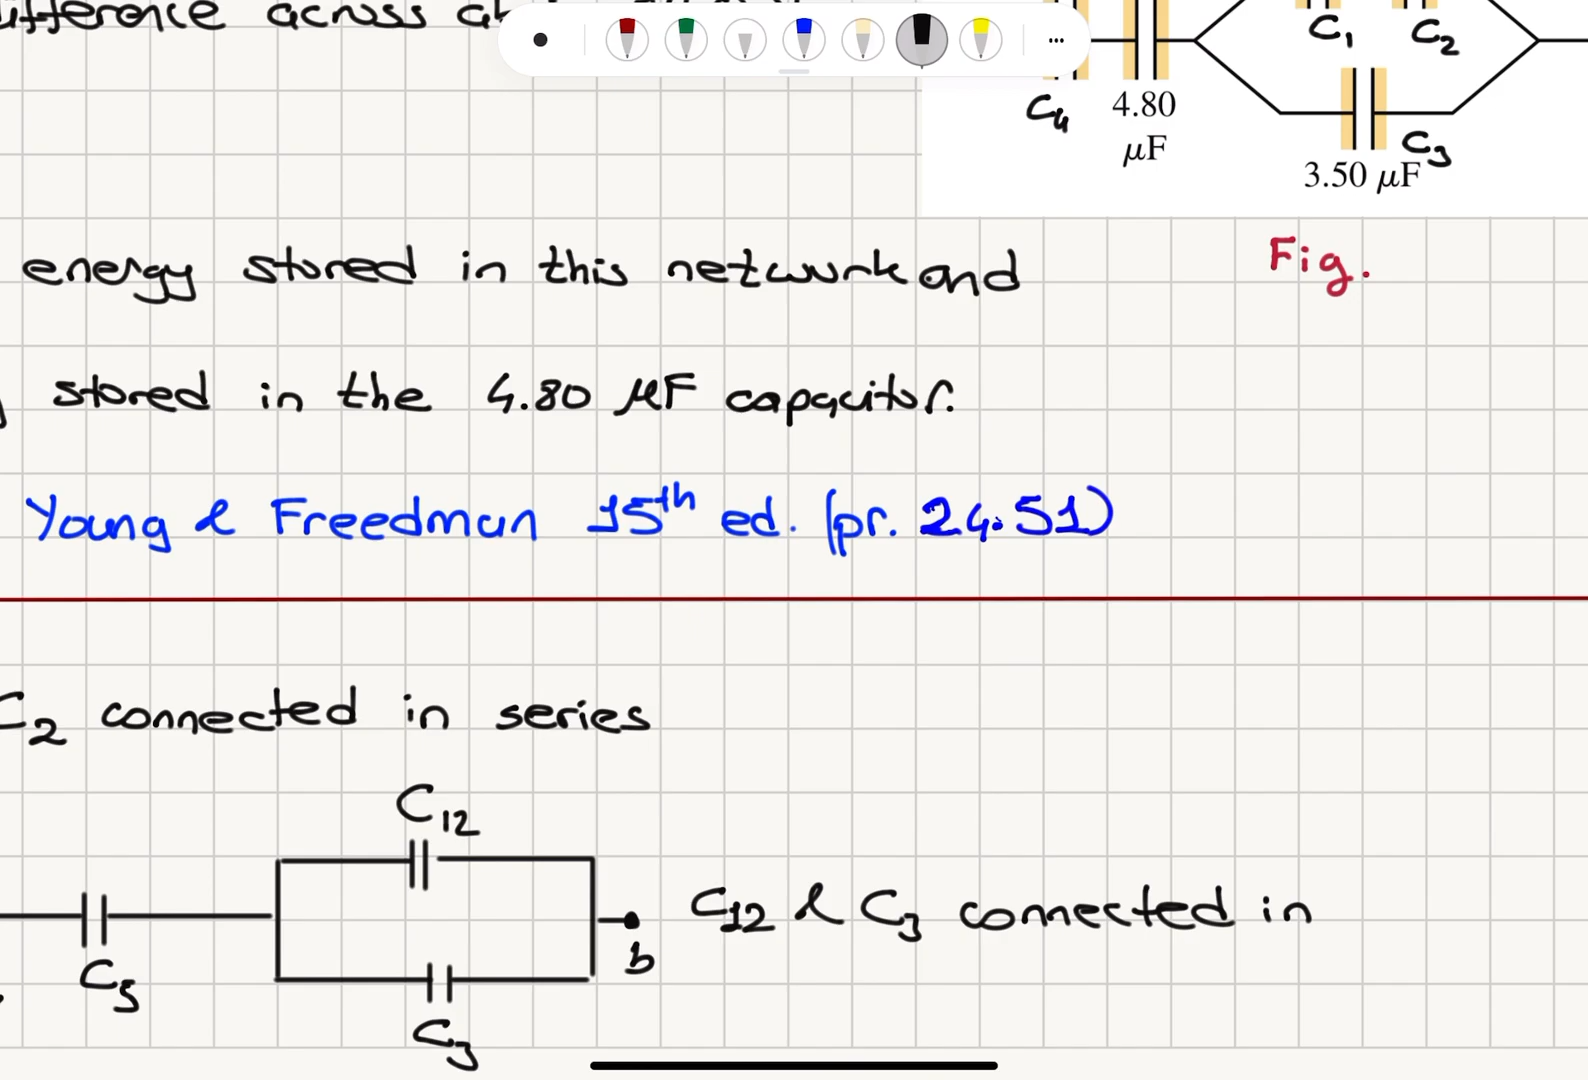 across
C1 C2
C4 4.80 μF
C3
3.50 μF
energy stored in this network and
Fig.
stored in the 4.80 μF capacitor.
Young & Freedman 15th ed. (pr. 24.51)
C2 connected in series
C12
C12 & C3 connected in
b
C5
C3